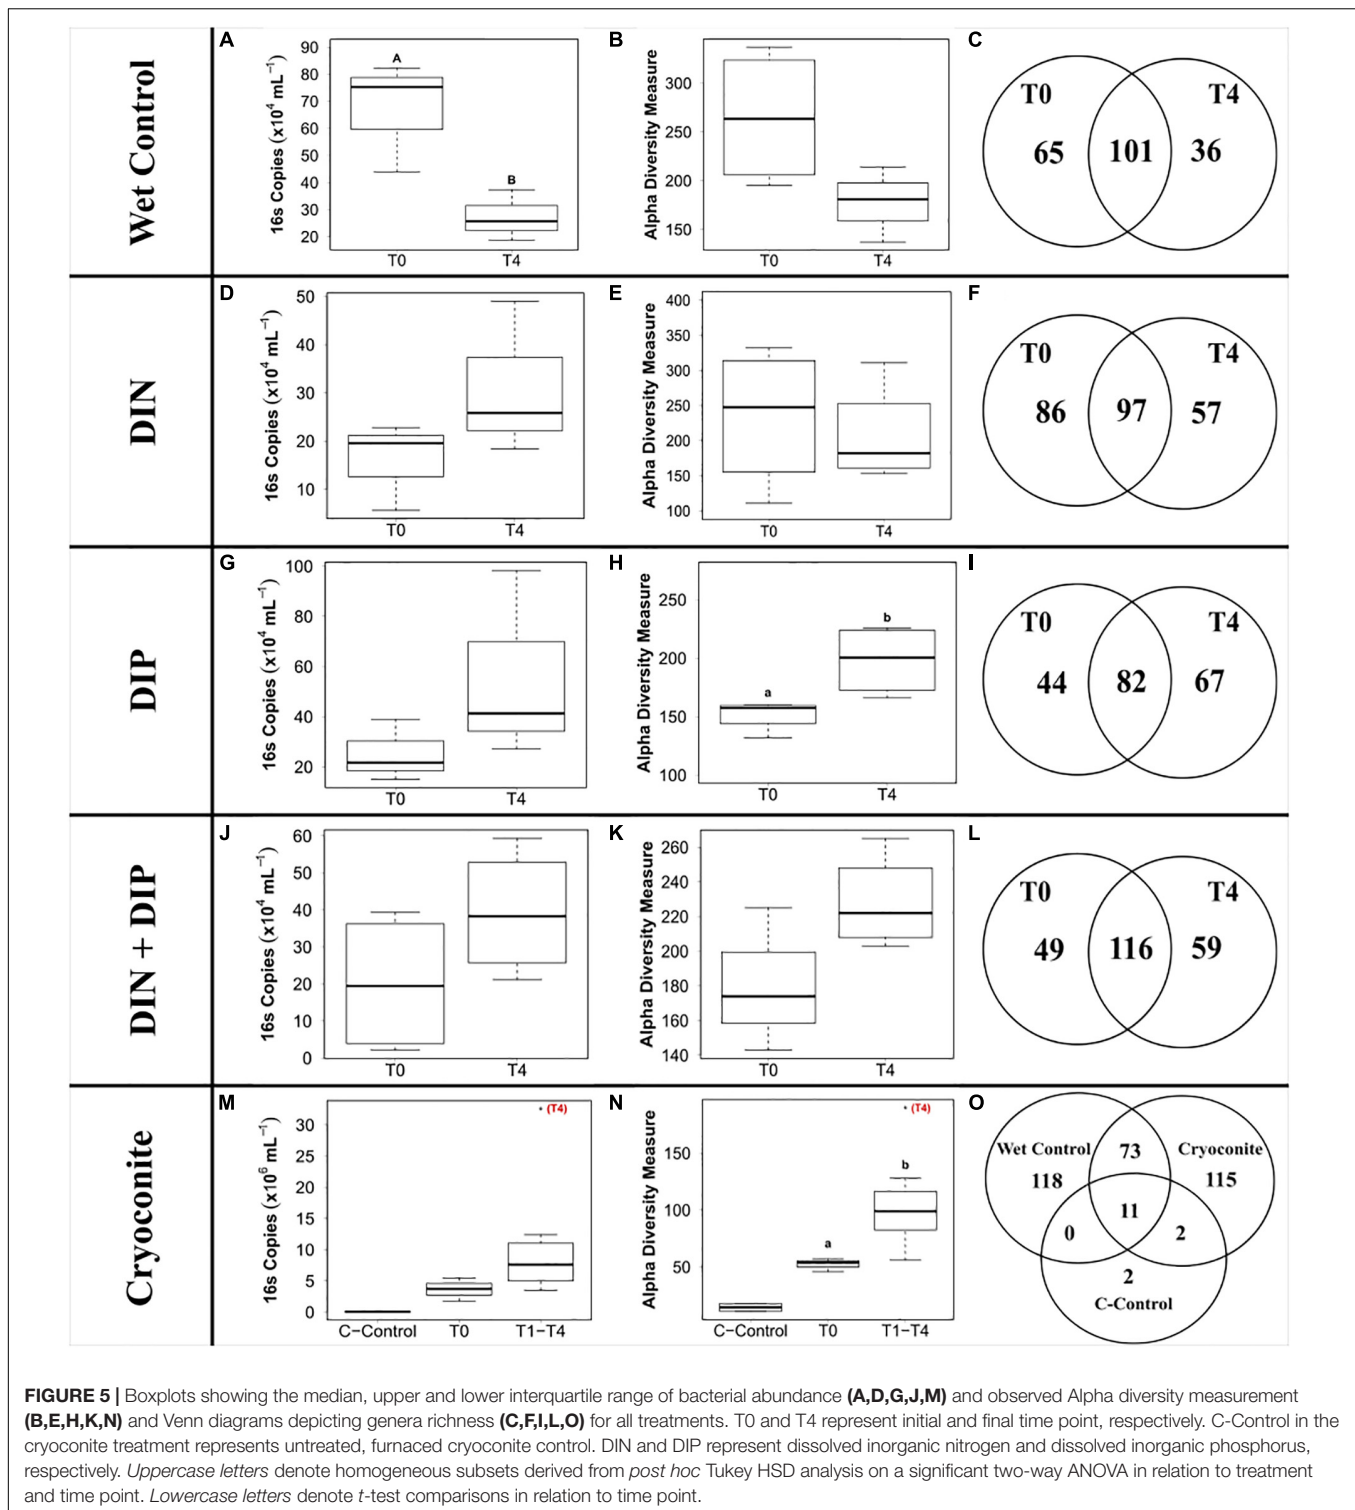 Wet Control
A
16s Copies (x10⁴ mL⁻¹)
90
80
70
60
50
40
30
20
A
B
T0 T4
B
Alpha Diversity Measure
300
250
200
150
T0 T4
C
T0 T4
65 101 36
DIN
D
16s Copies (x10⁴ mL⁻¹)
50
40
30
20
10
T0 T4
E
Alpha Diversity Measure
400
350
300
250
200
150
100
T0 T4
F
T0 T4
86 97 57
DIP
G
16s Copies (x10⁴ mL⁻¹)
100
80
60
40
20
T0 T4
H
Alpha Diversity Measure
250
200
150
100
a
b
T0 T4
I
T0 T4
44 82 67
DIN + DIP
J
16s Copies (x10⁴ mL⁻¹)
60
50
40
30
20
10
0
T0 T4
K
Alpha Diversity Measure
260
240
220
200
180
160
140
T0 T4
L
T0 T4
49 116 59
Cryoconite
M
16s Copies (x10⁶ mL⁻¹)
30
25
20
15
10
5
0
(T4)
C−Control T0 T1−T4
N
Alpha Diversity Measure
150
100
50
(T4)
a
b
C−Control T0 T1−T4
O
73
Wet Control Cryoconite
118 115
11
0 2
2
C-Control
FIGURE 5 | Boxplots showing the median, upper and lower interquartile range of bacterial abundance (A,D,G,J,M) and observed Alpha diversity measurement
(B,E,H,K,N) and Venn diagrams depicting genera richness (C,F,I,L,O) for all treatments. T0 and T4 represent initial and final time point, respectively. C-Control in the
cryoconite treatment represents untreated, furnaced cryoconite control. DIN and DIP represent dissolved inorganic nitrogen and dissolved inorganic phosphorus,
respectively. Uppercase letters denote homogeneous subsets derived from post hoc Tukey HSD analysis on a significant two-way ANOVA in relation to treatment
and time point. Lowercase letters denote t-test comparisons in relation to time point.